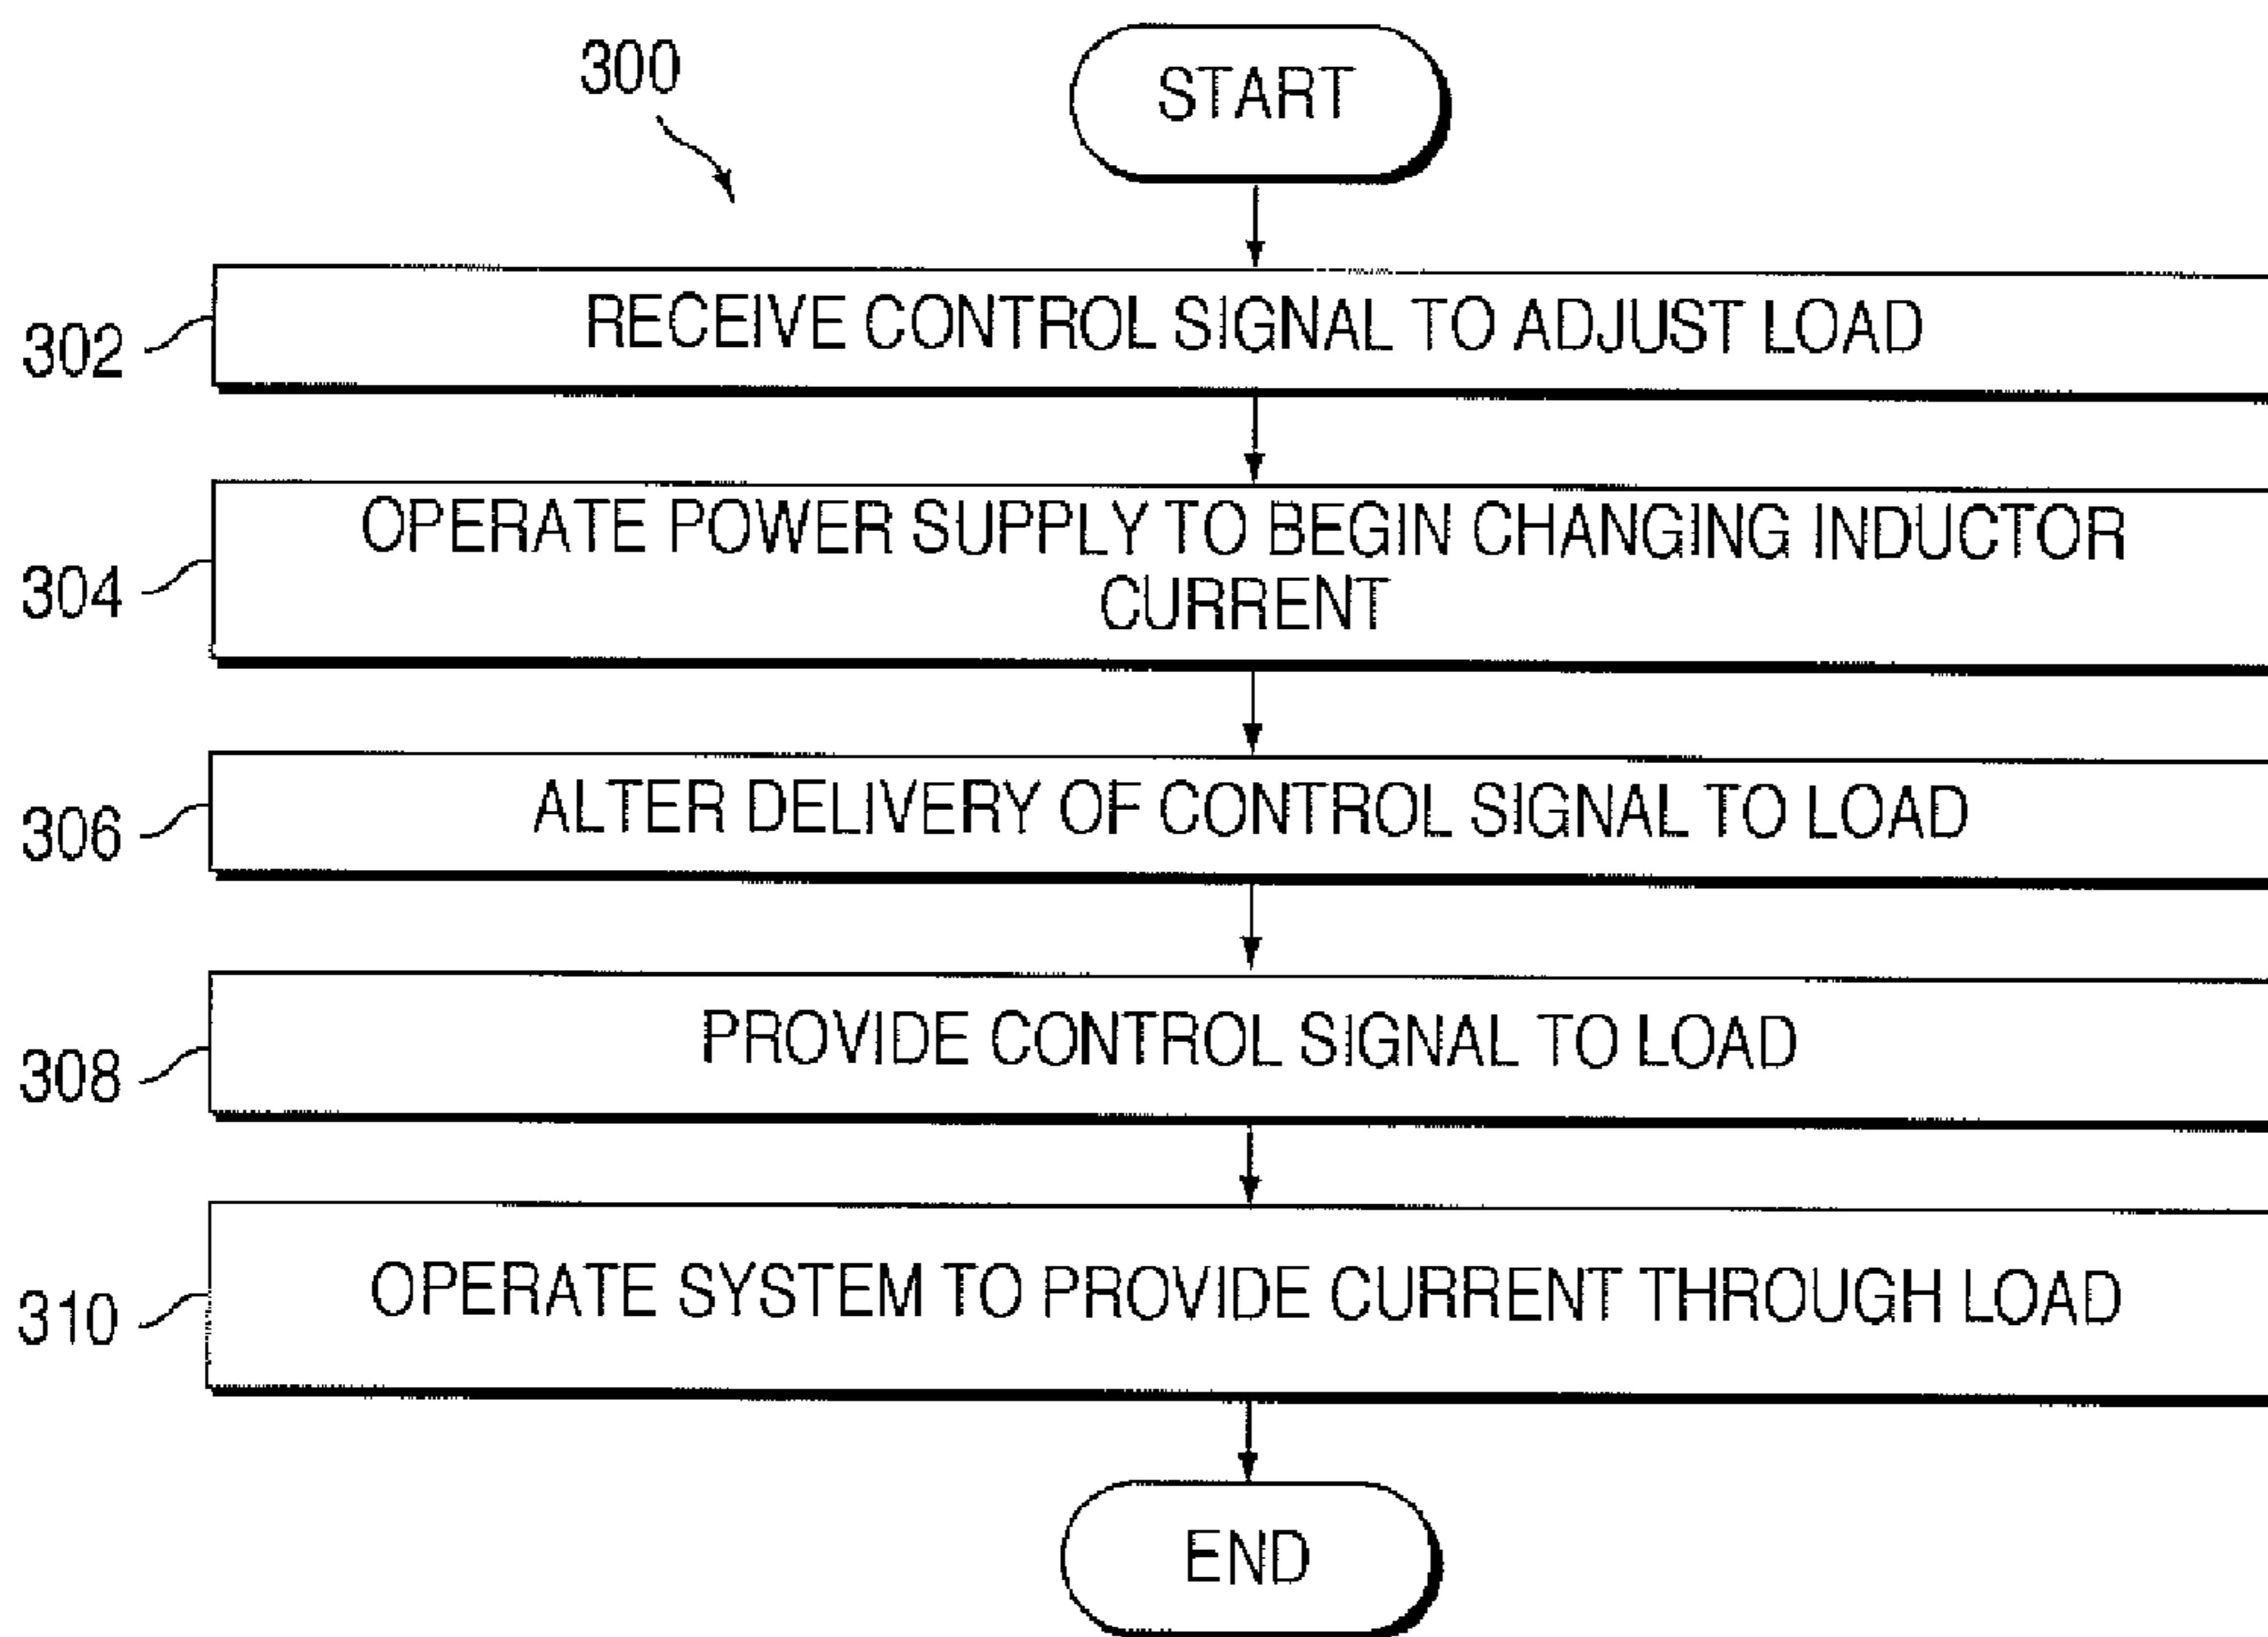 300
START
302
RECEIVE CONTROL SIGNAL TO ADJUST LOAD
304
OPERATE POWER SUPPLY TO BEGIN CHANGING INDUCTOR
CURRENT
306
ALTER DELIVERY OF CONTROL SIGNAL TO LOAD
308
PROVIDE CONTROL SIGNAL TO LOAD
310
OPERATE SYSTEM TO PROVIDE CURRENT THROUGH LOAD
END